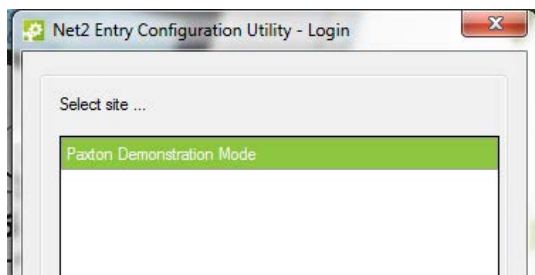 Net2 Entry Configuration Utility - Login
Select site ...
Paxton Demonstration Mode